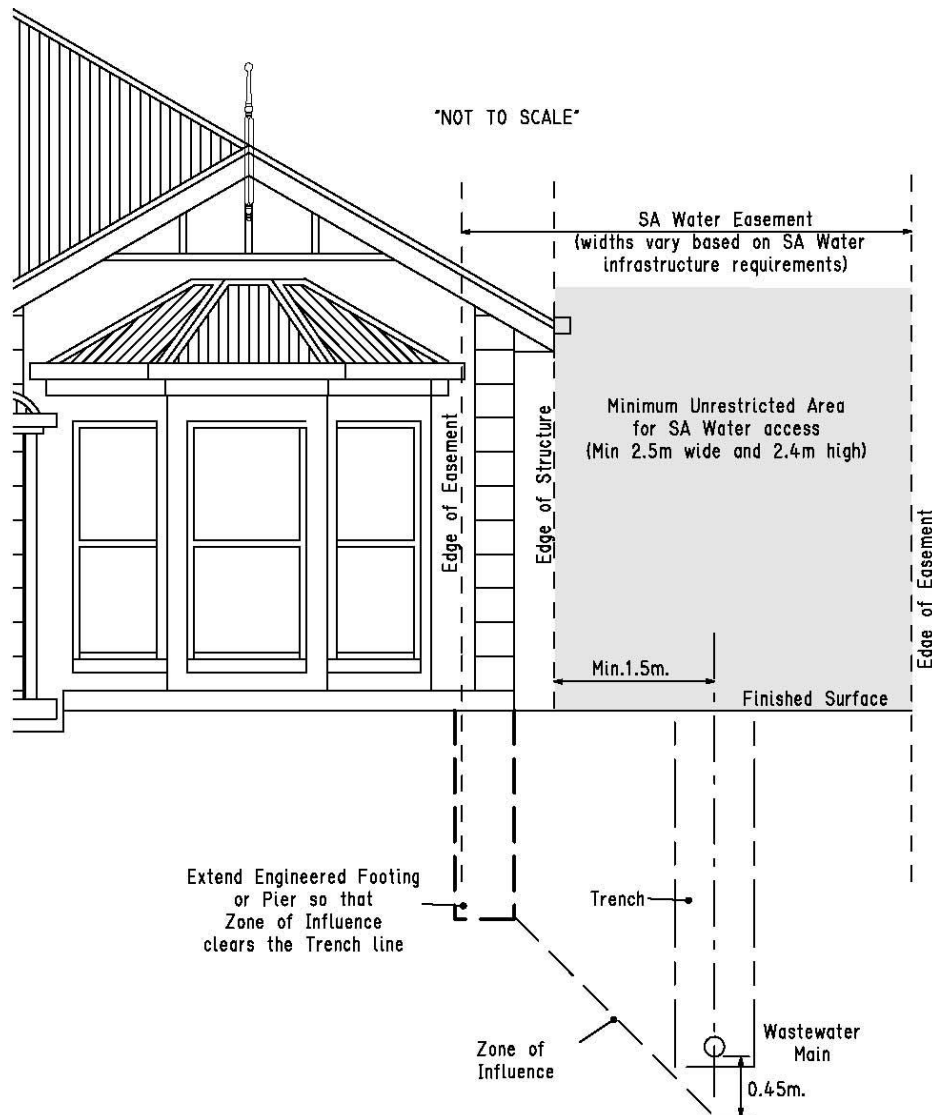 "NOT TO SCALE"
SA Water Easement
(widths vary based on SA Water
infrastructure requirements)
Minimum Unrestricted Area
for SA Water access
(Min 2.5m wide and 2.4m high)
Edge of Easement
Edge of Structure
Edge of Easement
Min.1.5m.
Finished Surface
Extend Engineered Footing
or Pier so that
Zone of Influence
clears the Trench line
Trench
Zone of
Influence
Wastewater
Main
0.45m.